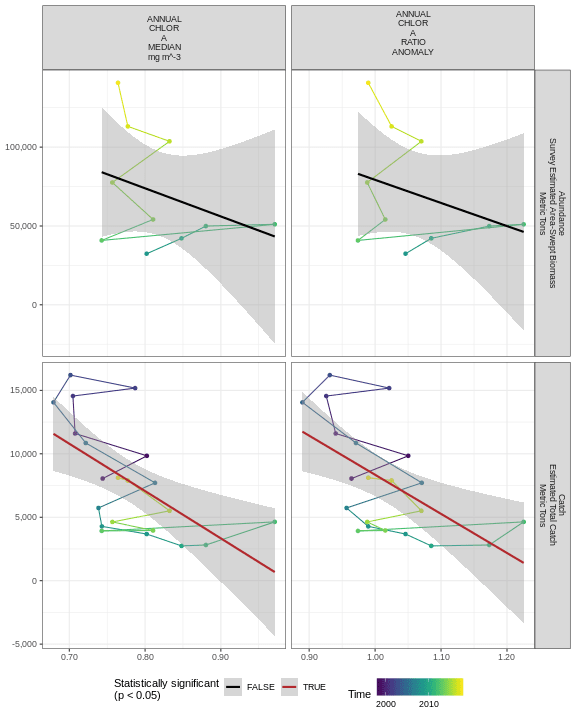 ANNUAL
CHLOR
A
MEDIAN
mg m^-3
ANNUAL
CHLOR
A
RATIO
ANOMALY
100,000
50,000
0
Abundance
Survey Estimated Area-Swept Biomass
Metric Tons
15,000
10,000
5,000
0
-5,000
Catch
Estimated Total Catch
Metric Tons
0.70 0.80 0.90
0.90 1.00 1.10 1.20
Statistically significant
(p < 0.05)
FALSE
TRUE
Time
2000 2010